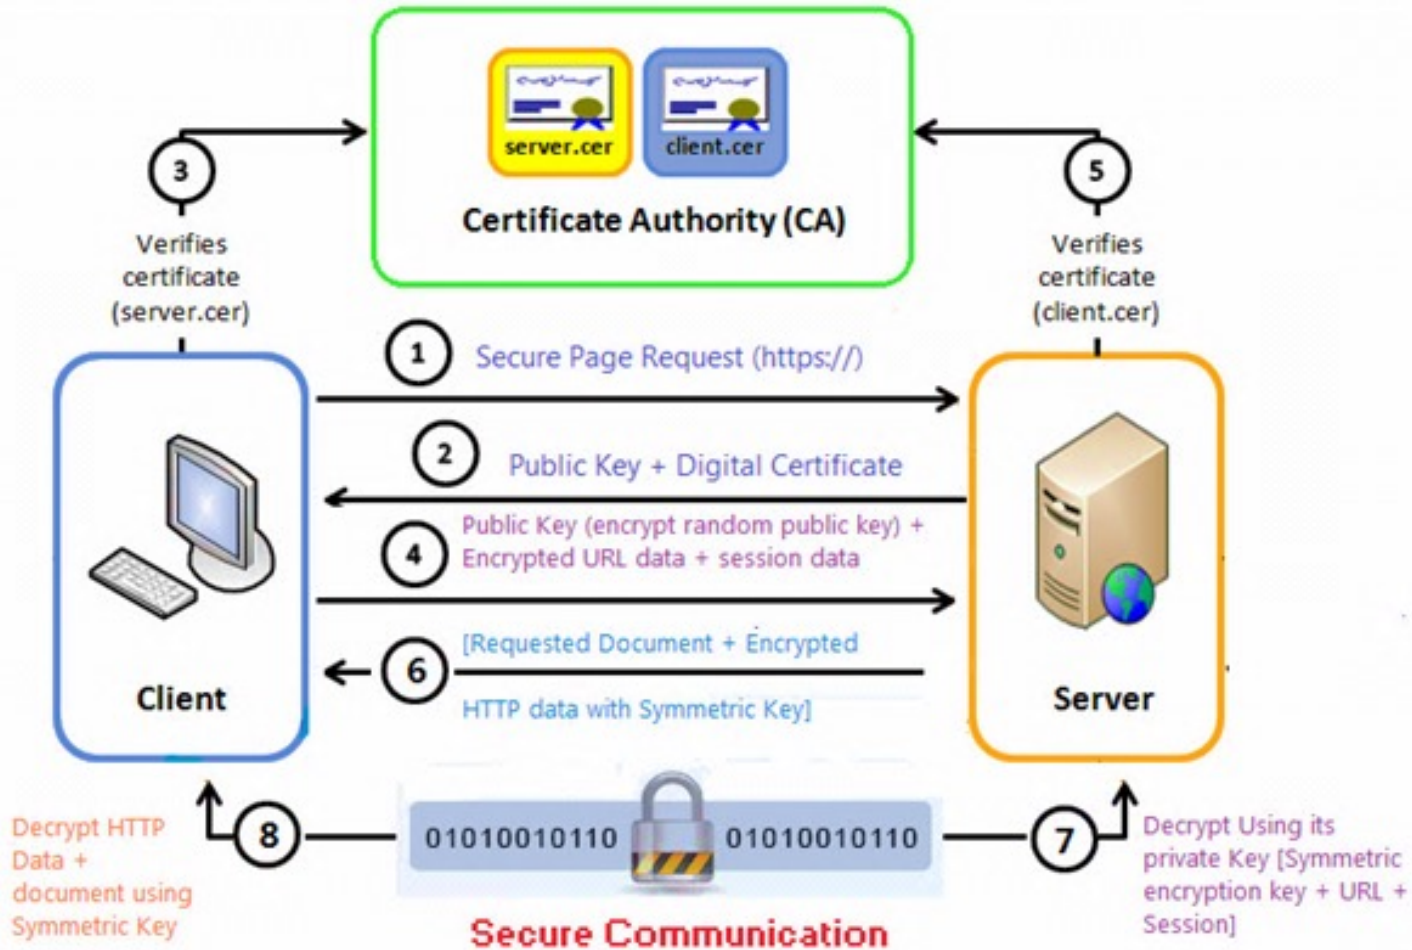 server.cer
client.cer
Certificate Authority (CA)
3
Verifies
certificate
(server.cer)
5
Verifies
certificate
(client.cer)
1
Secure Page Request (https://)
2
Public Key + Digital Certificate
4
Public Key (encrypt random public key) +
Encrypted URL data + session data
6
[Requested Document + Encrypted
HTTP data with Symmetric Key]
Client
Server
8
Decrypt HTTP
Data +
document using
Symmetric Key
01010010110
01010010110
7
Decrypt Using its
private Key [Symmetric
encryption key + URL +
Session]
Secure Communication